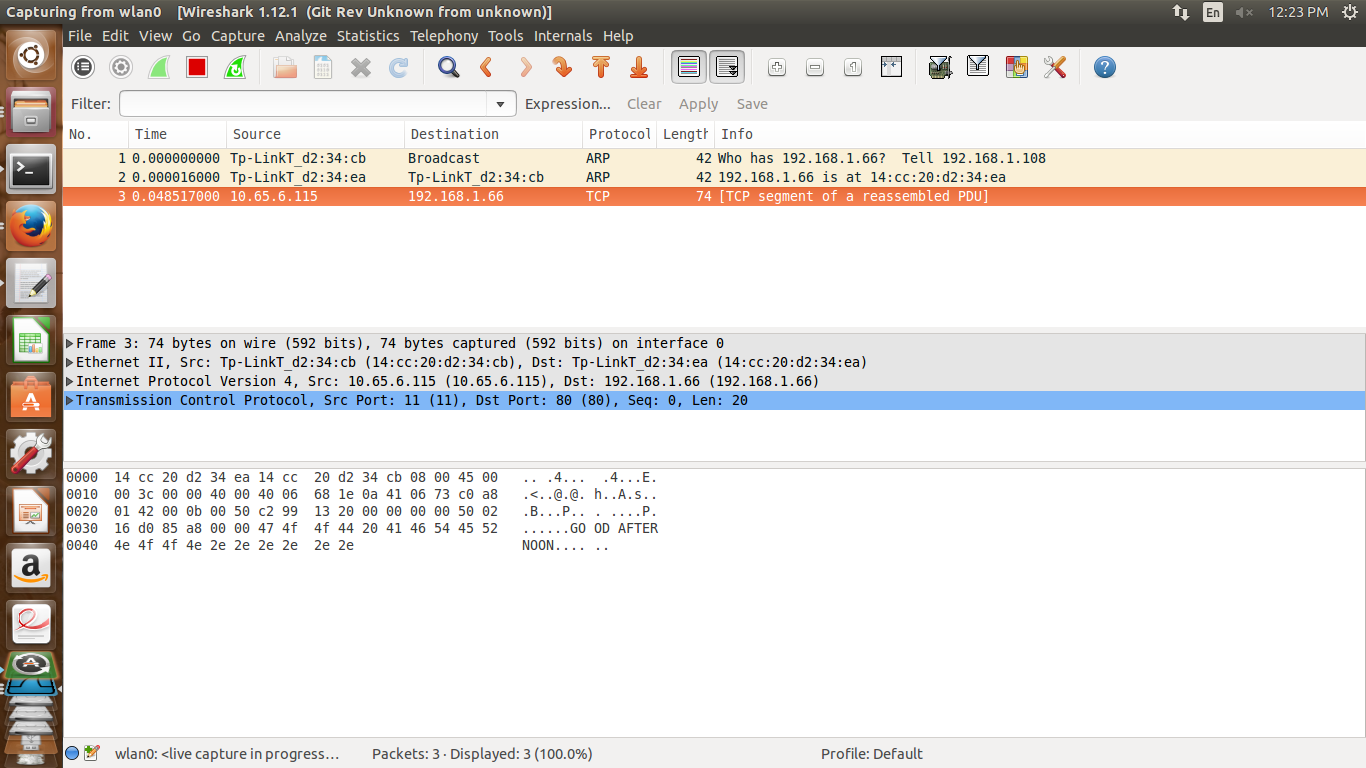 Capturing from wlan0 [Wireshark 1.12.1 (Git Rev Unknown from unknown)] En 12:23 PM
File Edit View Go Capture Analyze Statistics Telephony Tools Internals Help
Filter: Expression... Clear Apply Save
No. Time Source Destination Protocol Length Info
1 0.000000000 Tp-LinkT_d2:34:cb Broadcast ARP 42 Who has 192.168.1.66? Tell 192.168.1.108
2 0.000016000 Tp-LinkT_d2:34:ea Tp-LinkT_d2:34:cb ARP 42 192.168.1.66 is at 14:cc:20:d2:34:ea
3 0.048517000 10.65.6.115 192.168.1.66 TCP 74 [TCP segment of a reassembled PDU]
Frame 3: 74 bytes on wire (592 bits), 74 bytes captured (592 bits) on interface 0
Ethernet II, Src: Tp-LinkT_d2:34:cb (14:cc:20:d2:34:cb), Dst: Tp-LinkT_d2:34:ea (14:cc:20:d2:34:ea)
Internet Protocol Version 4, Src: 10.65.6.115 (10.65.6.115), Dst: 192.168.1.66 (192.168.1.66)
Transmission Control Protocol, Src Port: 11 (11), Dst Port: 80 (80), Seq: 0, Len: 20
0000 14 cc 20 d2 34 ea 14 cc 20 d2 34 cb 08 00 45 00 .. .4... .4...E.
0010 00 3c 00 00 40 00 40 06 68 1e 0a 41 06 73 c0 a8 .<..@.@. h..A.s..
0020 01 42 00 0b 00 50 c2 99 13 20 00 00 00 00 50 02 .B...P.. . ....P.
0030 16 d0 85 a8 00 00 47 4f 4f 44 20 41 46 54 45 52 ......GO OD AFTER
0040 4e 4f 4f 4e 2e 2e 2e 2e 2e 2e NOON.... ..
wlan0: <live capture in progress... Packets: 3 · Displayed: 3 (100.0%) Profile: Default